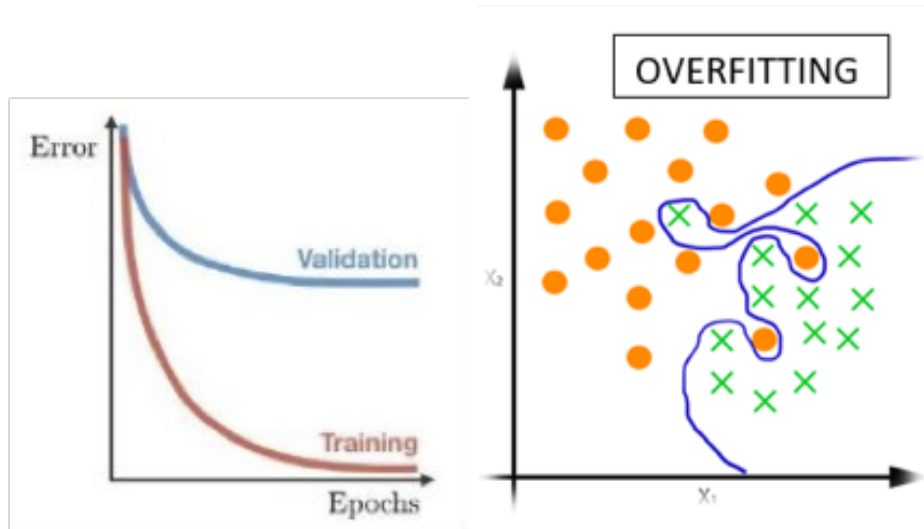 Error
Validation
Training
Epochs
OVERFITTING
X₂
X₁